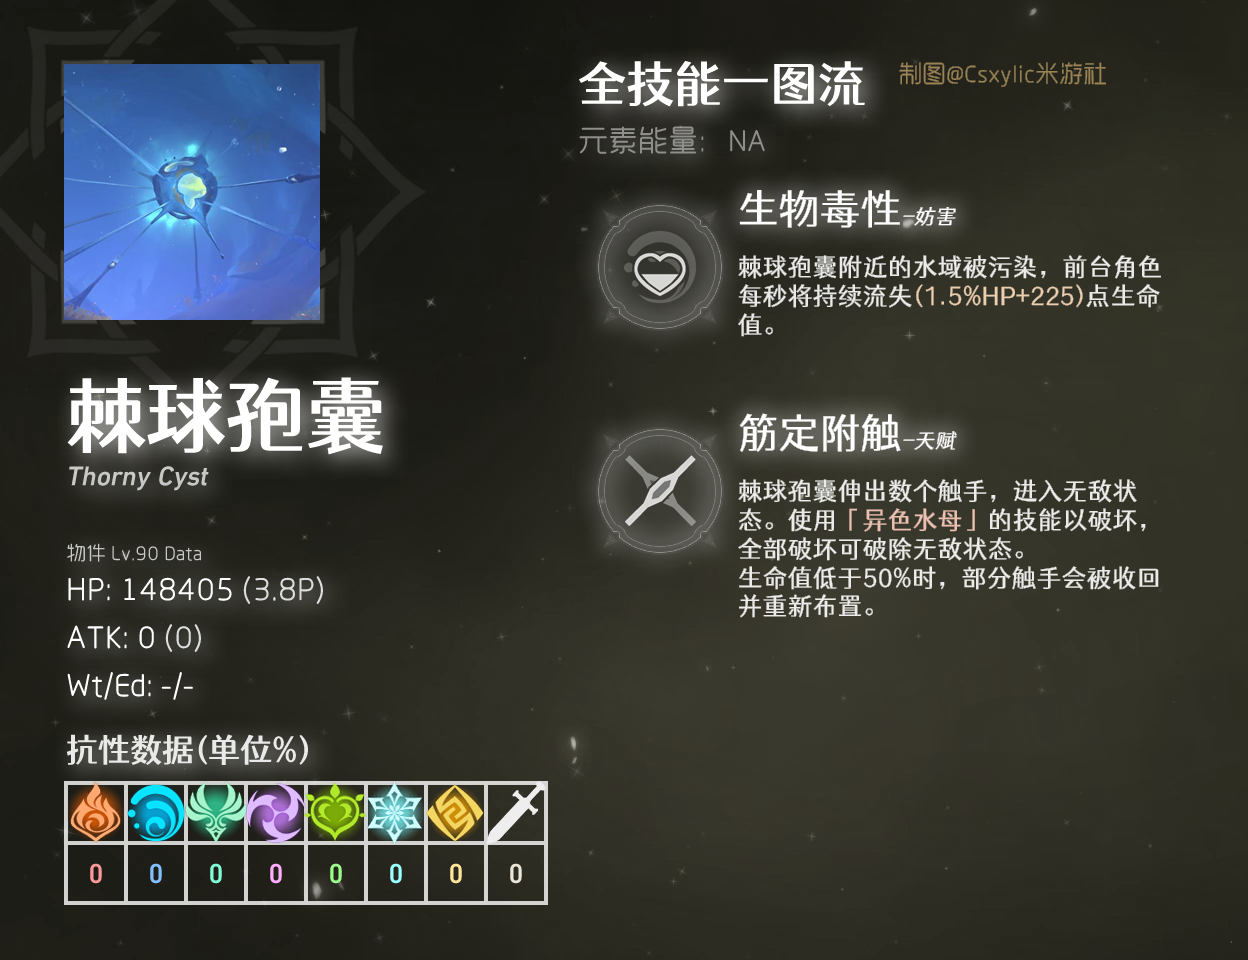 全技能一图流
制图@Csxylic米游社
元素能量: NA
生物毒性-妨害
棘球孢囊附近的水域被污染，前台角色
每秒将持续流失(1.5%HP+225)点生命
值。
棘球孢囊
Thorny Cyst
筋定附触-天赋
棘球孢囊伸出数个触手，进入无敌状
态。使用「异色水母」的技能以破坏，
全部破坏可破除无敌状态。
生命值低于50%时，部分触手会被收回
并重新布置。
物件 Lv.90 Data
HP: 148405 (3.8P)
ATK: 0 (0)
Wt/Ed: -/-
抗性数据(单位%)
0 0 0 0 0 0 0 0